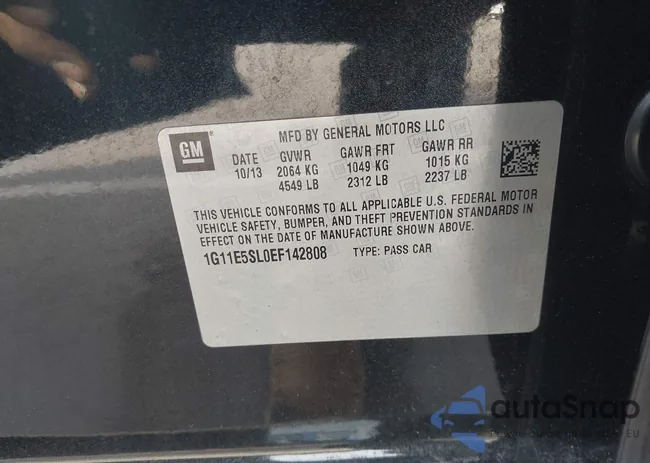 GM
MFD BY GENERAL MOTORS LLC
DATE GVWR GAWR FRT GAWR RR
10/13 2064 KG 1049 KG 1015 KG
4549 LB 2312 LB 2237 LB
THIS VEHICLE CONFORMS TO ALL APPLICABLE U.S. FEDERAL MOTOR
VEHICLE SAFETY, BUMPER, AND THEFT PREVENTION STANDARDS IN
EFFECT ON THE DATE OF MANUFACTURE SHOWN ABOVE.
1G11E5SL0EF142808 TYPE: PASS CAR
autoSnap
EU